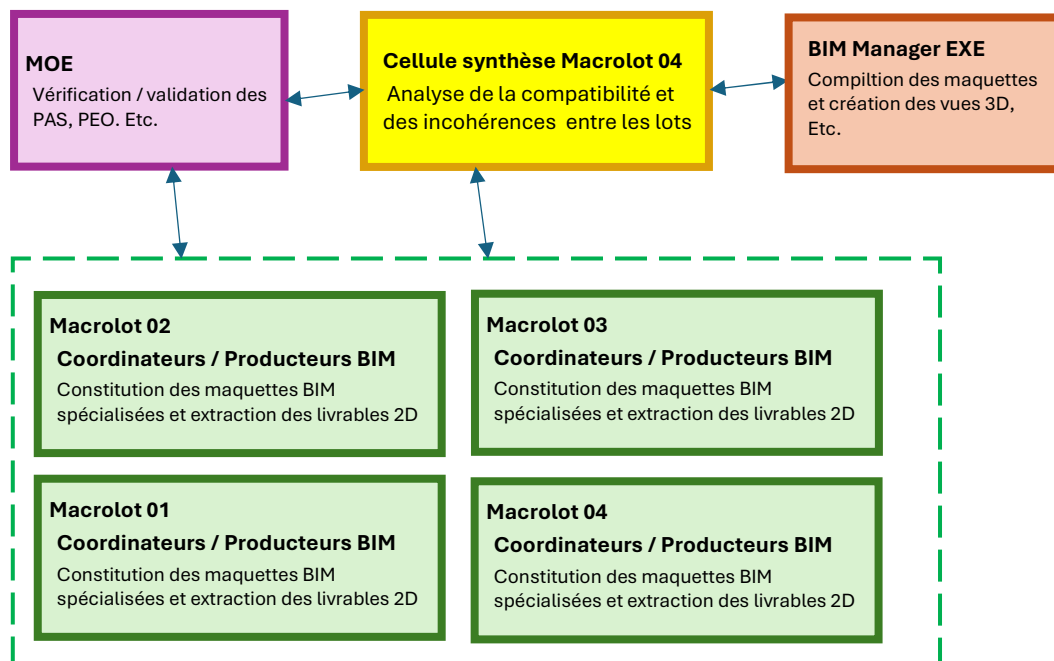 MOE
Vérification / validation des
PAS, PEO. Etc.
Cellule synthèse Macrolot 04
Analyse de la compatibilité et
des incohérences entre les lots
BIM Manager EXE
Compiltion des maquettes
et création des vues 3D,
Etc.
Macrolot 02
Coordinateurs / Producteurs BIM
Constitution des maquettes BIM
spécialisées et extraction des livrables 2D
Macrolot 03
Coordinateurs / Producteurs BIM
Constitution des maquettes BIM
spécialisées et extraction des livrables 2D
Macrolot 01
Coordinateurs / Producteurs BIM
Constitution des maquettes BIM
spécialisées et extraction des livrables 2D
Macrolot 04
Coordinateurs / Producteurs BIM
Constitution des maquettes BIM
spécialisées et extraction des livrables 2D